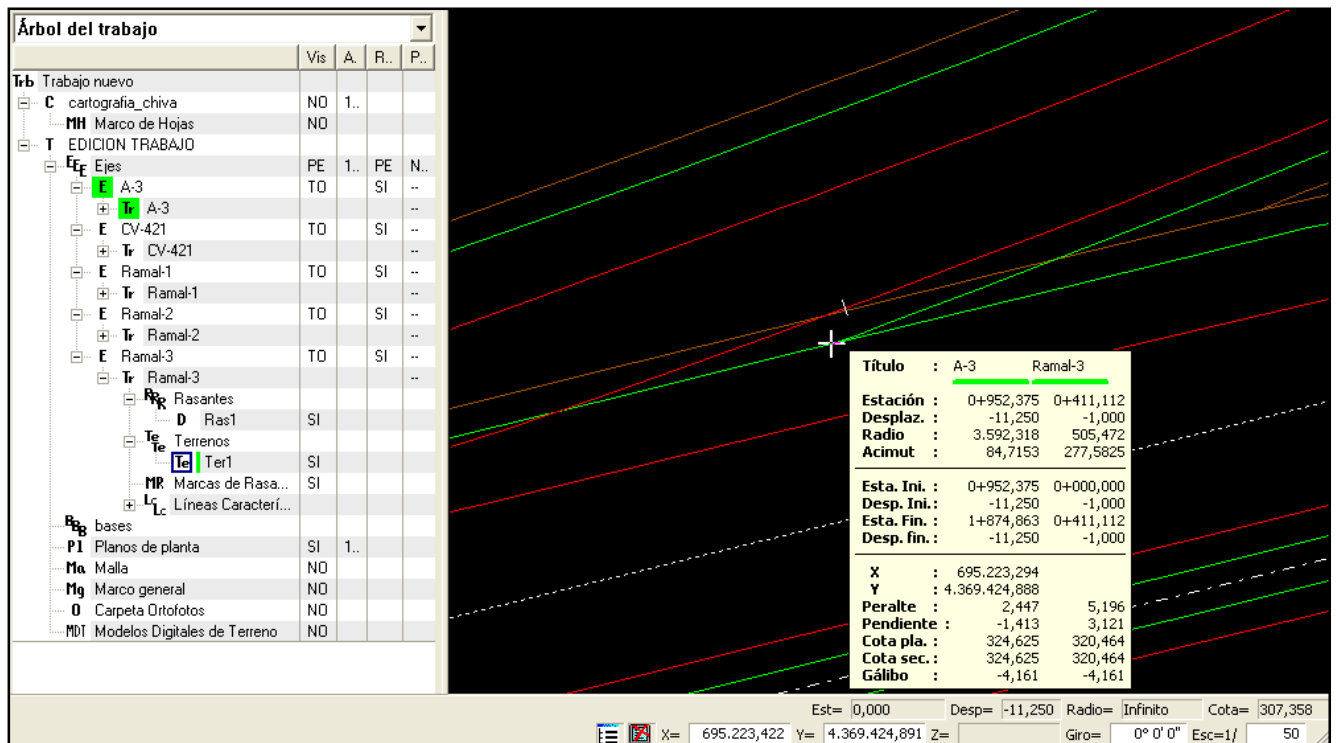 Árbol del trabajo
Vis A. R.. P..
Trb Trabajo nuevo
C cartografia_chiva NO 1..
MH Marco de Hojas NO
T EDICION TRABAJO
EEE Ejes PE 1.. PE N..
E A-3 TO SI --
Tr A-3 --
E CV-421 TO SI --
Tr CV-421 --
E Ramal-1 TO SI --
Tr Ramal-1 --
E Ramal-2 TO SI --
Tr Ramal-2 --
E Ramal-3 TO SI --
Tr Ramal-3 --
RRR Rasantes
D Ras1 SI
TeTe Terrenos
Te Ter1 SI
MR Marcas de Rasa... SI
LcLc Líneas Caracterí...
BBB bases
Pl Planos de planta SI 1..
Ma Malla NO
Mg Marco general NO
O Carpeta Ortofotos NO
MDT Modelos Digitales de Terreno NO
Título : A-3 Ramal-3
Estación : 0+952,375 0+411,112
Desplaz. : -11,250 -1,000
Radio : 3.592,318 505,472
Acimut : 84,7153 277,5825
Esta. Ini. : 0+952,375 0+000,000
Desp. Ini. : -11,250 -1,000
Esta. Fin. : 1+874,863 0+411,112
Desp. fin. : -11,250 -1,000
X : 695.223,294
Y : 4.369.424,888
Peralte : 2,447 5,196
Pendiente : -1,413 3,121
Cota pla. : 324,625 320,464
Cota sec. : 324,625 320,464
Gálibo : -4,161 -4,161
Est= 0,000 Desp= -11,250 Radio= Infinito Cota= 307,358
X= 695.223,422 Y= 4.369.424,891 Z= Giro= 0º 0' 0" Esc=1/ 50